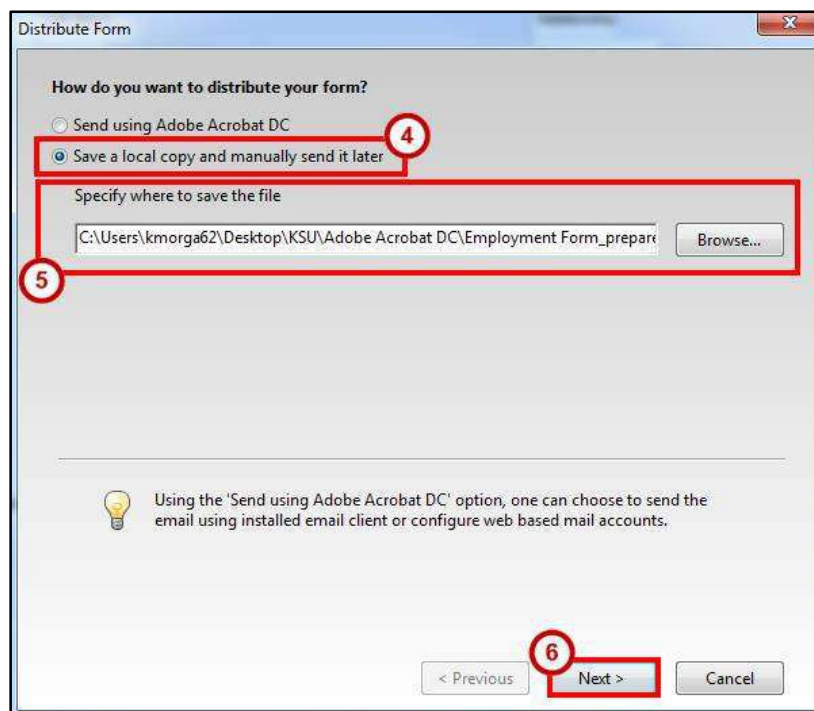 Distribute Form
X
How do you want to distribute your form?
Send using Adobe Acrobat DC
4
Save a local copy and manually send it later
Specify where to save the file
C:\Users\kmorga62\Desktop\KSU\Adobe Acrobat DC\Employment Form_prepare
Browse...
5
Using the 'Send using Adobe Acrobat DC' option, one can choose to send the
email using installed email client or configure web based mail accounts.
6
< Previous
Next >
Cancel